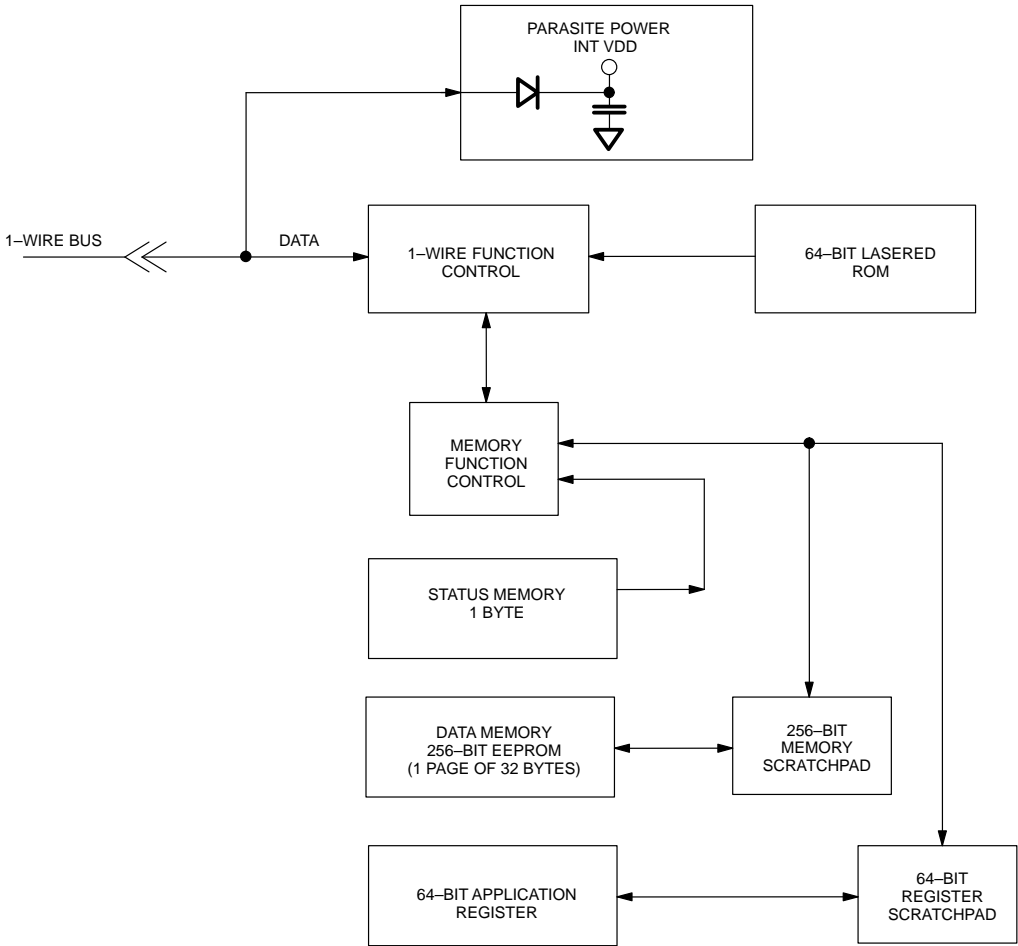 PARASITE POWER
INT VDD
1–WIRE BUS
DATA
1–WIRE FUNCTION
CONTROL
64–BIT LASERED
ROM
MEMORY
FUNCTION
CONTROL
STATUS MEMORY
1 BYTE
DATA MEMORY
256–BIT EEPROM
(1 PAGE OF 32 BYTES)
256–BIT
MEMORY
SCRATCHPAD
64–BIT APPLICATION
REGISTER
64–BIT
REGISTER
SCRATCHPAD